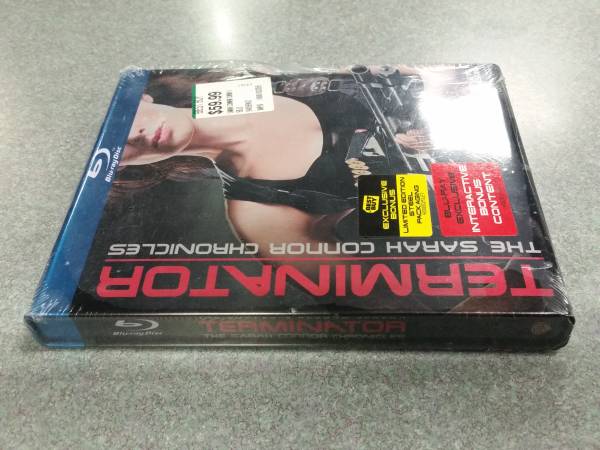 $59.99
Blu-ray Disc
BEST BUY
EXCLUSIVE
BONUS
LIMITED EDITION
STEEL
PACKAGING
BLU-RAY
EXCLUSIVE
INTERACTIVE
BONUS
CONTENT
THE SARAH CONNOR CHRONICLES
TERMINATOR
Blu-ray Disc
TERMINATOR
THE SARAH CONNOR CHRONICLES